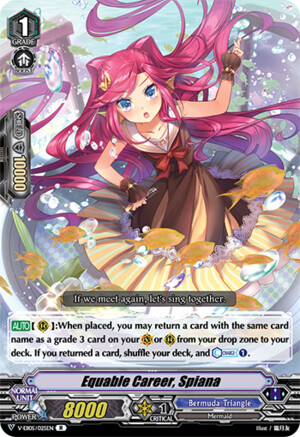 1
GRADE
BOOST
10000
If we meet again, let's sing together.
AUTO【 】:When placed, you may return a card with the same card
name as a grade 3 card on your or from your drop zone to your
deck. If you returned a card, shuffle your deck, and CHARGE 1.
Equable Career, Spiana
NORMAL UNIT
Bermuda Triangle
Mermaid
POWER 8000
1 CRITICAL
V-EB05/025EN R
Illust /